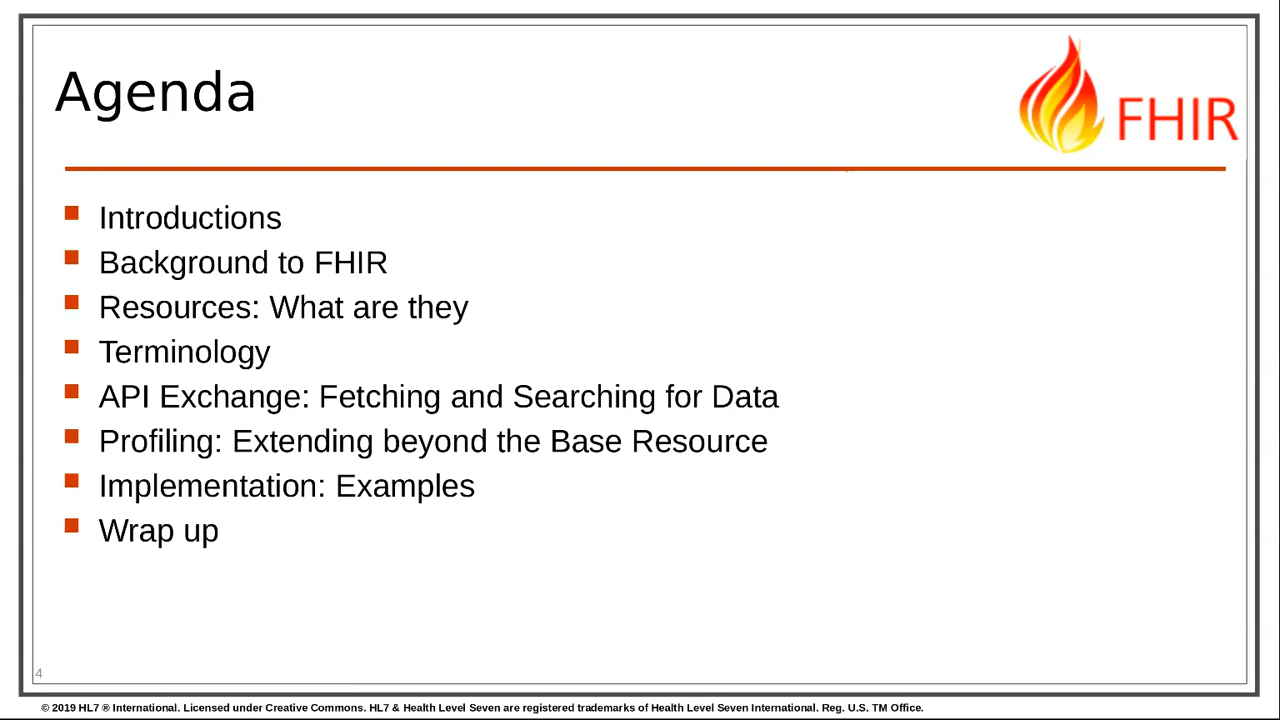 Agenda
FHIR
Introductions
Background to FHIR
Resources: What are they
Terminology
API Exchange: Fetching and Searching for Data
Profiling: Extending beyond the Base Resource
Implementation: Examples
Wrap up
4
© 2019 HL7 ® International. Licensed under Creative Commons. HL7 & Health Level Seven are registered trademarks of Health Level Seven International. Reg. U.S. TM Office.